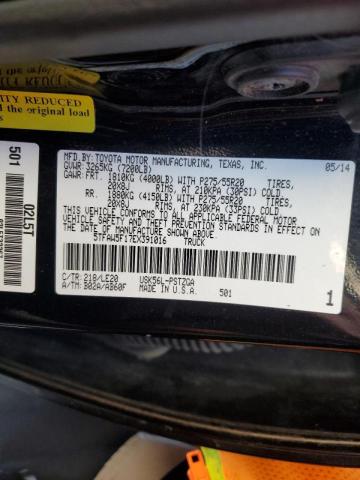 ITY REDUCED
the original load
501
0215T
MFD.BY:TOYOTA MOTOR MANUFACTURING, TEXAS, INC. 05/14
GVWR:3265KG (7200LB)
GAWR: FRT 1810KG (4000LB) WITH P275/55R20 TIRES,
20X8J RIMS, AT 210KPA (30PSI) COLD
RR. 1880KG (4150LB) WITH P275/55R20 TIRES,
20X8J RIMS, AT 230KPA (33PSI) COLD
THIS VEHICLE CONFORMS TO ALL APPLICABLE FEDERAL MOTOR
VEHICLE SAFETY AND THEFT PREVENTION STANDARDS IN EFFECT ON
THE DATE OF MANUFACTURE SHOWN ABOVE.
5TFAW5F17EX391016 TRUCK
C/TR: 218/LE20 USK56L-PSTZQA
A/TM: B02A/AB60F MADE IN U.S.A. 501
1